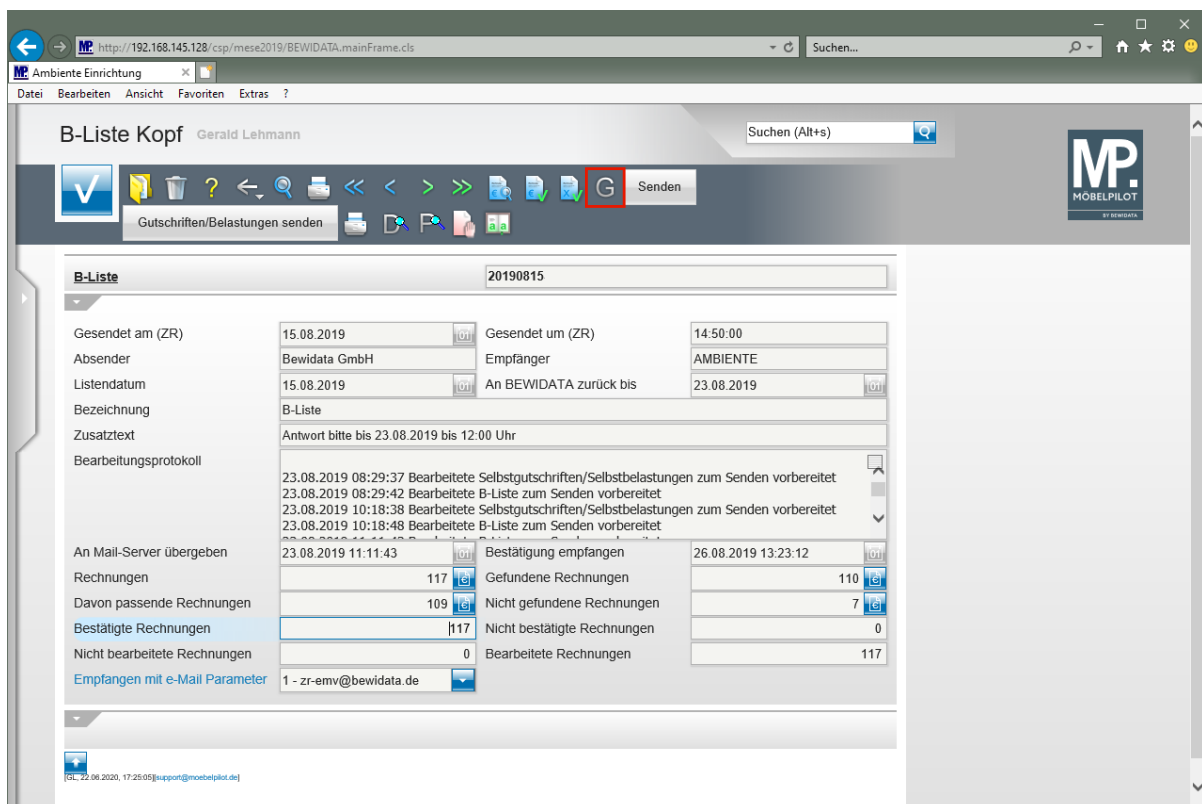 http://192.168.145.128/csp/mese2019/BEWIDATA.mainFrame.cls Suchen...
MP. Ambiente Einrichtung
Datei Bearbeiten Ansicht Favoriten Extras ?
B-Liste Kopf Gerald Lehmann Suchen (Alt+s)
MP.
MÖBELPILOT
BY BEWIDATA
G Senden
Gutschriften/Belastungen senden
B-Liste 20190815
Gesendet am (ZR) 15.08.2019 Gesendet um (ZR) 14:50:00
Absender Bewidata GmbH Empfänger AMBIENTE
Listendatum 15.08.2019 An BEWIDATA zurück bis 23.08.2019
Bezeichnung B-Liste
Zusatztext Antwort bitte bis 23.08.2019 bis 12:00 Uhr
Bearbeitungsprotokoll
23.08.2019 08:29:37 Bearbeitete Selbstgutschriften/Selbstbelastungen zum Senden vorbereitet
23.08.2019 08:29:42 Bearbeitete B-Liste zum Senden vorbereitet
23.08.2019 10:18:38 Bearbeitete Selbstgutschriften/Selbstbelastungen zum Senden vorbereitet
23.08.2019 10:18:48 Bearbeitete B-Liste zum Senden vorbereitet
An Mail-Server übergeben 23.08.2019 11:11:43 Bestätigung empfangen 26.08.2019 13:23:12
Rechnungen 117 Gefundene Rechnungen 110
Davon passende Rechnungen 109 Nicht gefundene Rechnungen 7
Bestätigte Rechnungen 117 Nicht bestätigte Rechnungen 0
Nicht bearbeitete Rechnungen 0 Bearbeitete Rechnungen 117
Empfangen mit e-Mail Parameter 1 - zr-emv@bewidata.de
[GL, 22.06.2020, 17:25:05][support@moebelpilot.de]